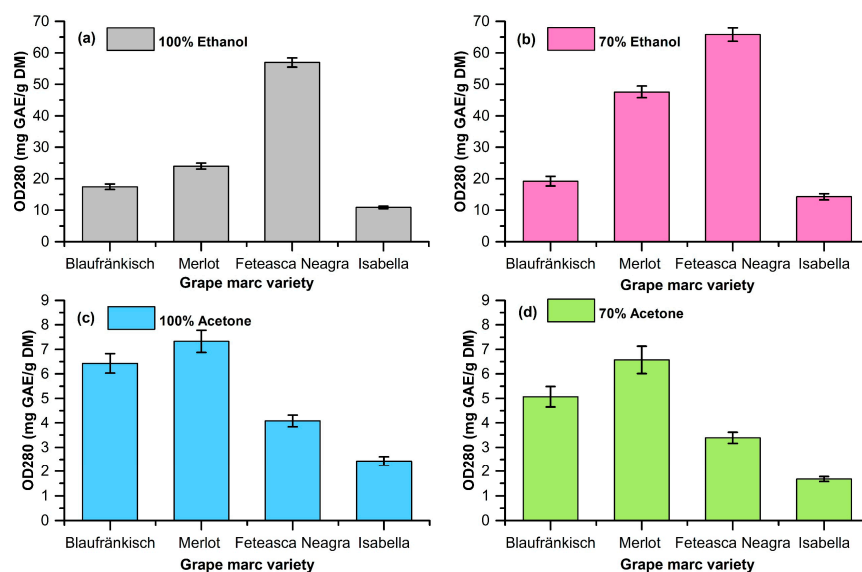 (a)
100% Ethanol
OD280 (mg GAE/g DM)
70
60
50
40
30
20
10
0
Blaufränkisch Merlot Feteasca Neagra Isabella
Grape marc variety
(b)
70% Ethanol
OD280 (mg GAE/g DM)
70
60
50
40
30
20
10
0
Blaufränkisch Merlot Feteasca Neagra Isabella
Grape marc variety
(c)
100% Acetone
OD280 (mg GAE/g DM)
9
8
7
6
5
4
3
2
1
0
Blaufränkisch Merlot Feteasca Neagra Isabella
Grape marc variety
(d)
70% Acetone
OD280 (mg GAE/g DM)
9
8
7
6
5
4
3
2
1
0
Blaufränkisch Merlot Feteasca Neagra Isabella
Grape marc variety